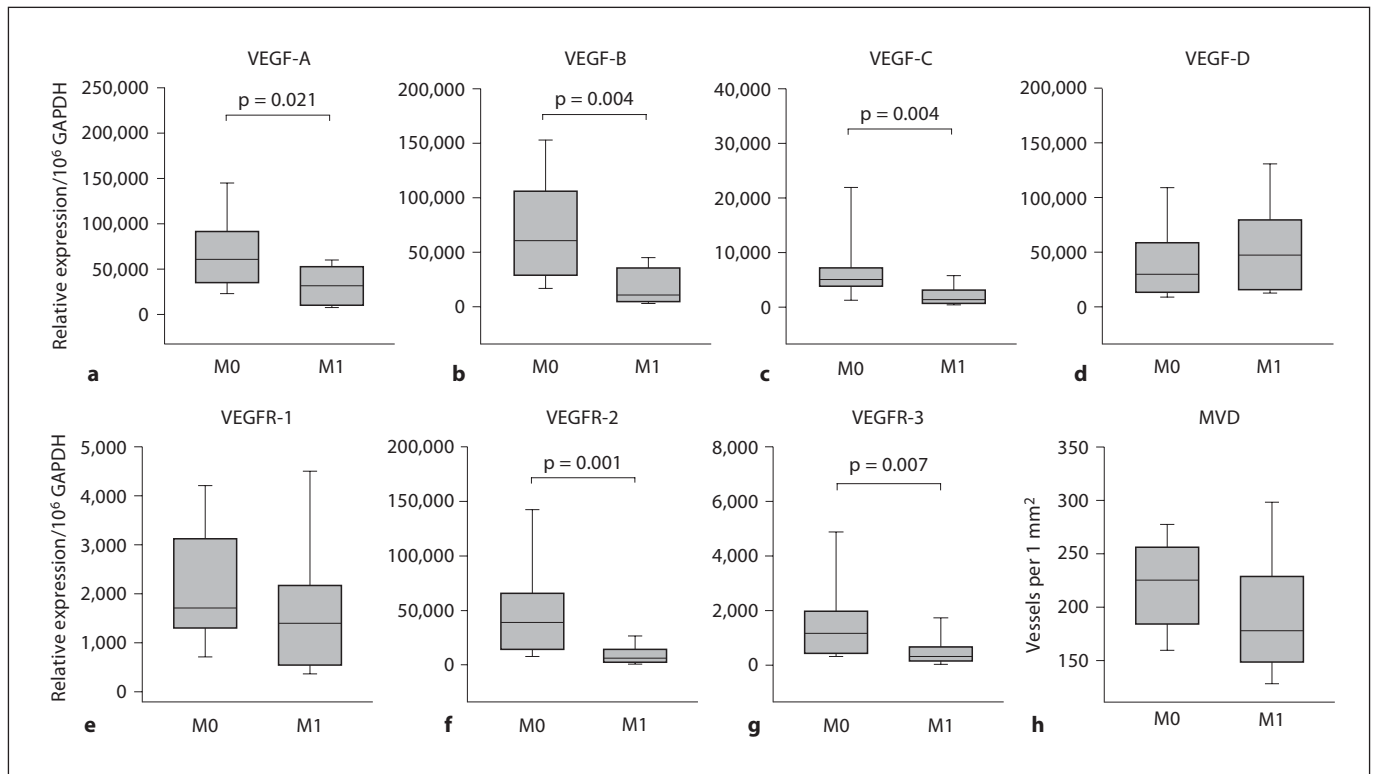 VEGF-A
Relative expression/10⁶ GAPDH
250,000
200,000
150,000
100,000
50,000
0
p = 0.021
M0 M1
a
VEGF-B
200,000
150,000
100,000
50,000
0
p = 0.004
M0 M1
b
VEGF-C
40,000
30,000
20,000
10,000
0
p = 0.004
M0 M1
c
VEGF-D
200,000
150,000
100,000
50,000
0
M0 M1
d
VEGFR-1
Relative expression/10⁶ GAPDH
5,000
4,000
3,000
2,000
1,000
0
M0 M1
e
VEGFR-2
200,000
150,000
100,000
50,000
0
p = 0.001
M0 M1
f
VEGFR-3
8,000
6,000
4,000
2,000
0
p = 0.007
M0 M1
g
MVD
Vessels per 1 mm²
350
300
250
200
150
M0 M1
h